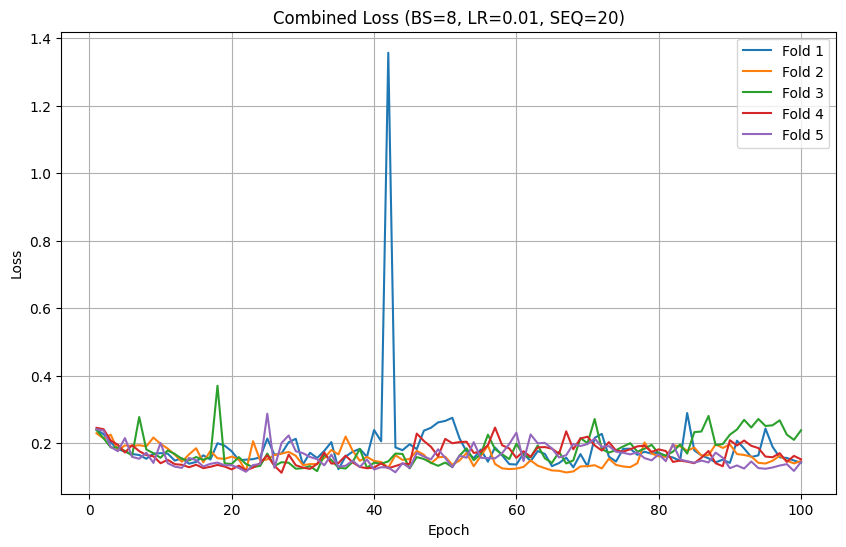 Combined Loss (BS=8, LR=0.01, SEQ=20)
Fold 1
Fold 2
Fold 3
Fold 4
Fold 5
Loss
1.4
1.2
1.0
0.8
0.6
0.4
0.2
0 20 40 60 80 100
Epoch